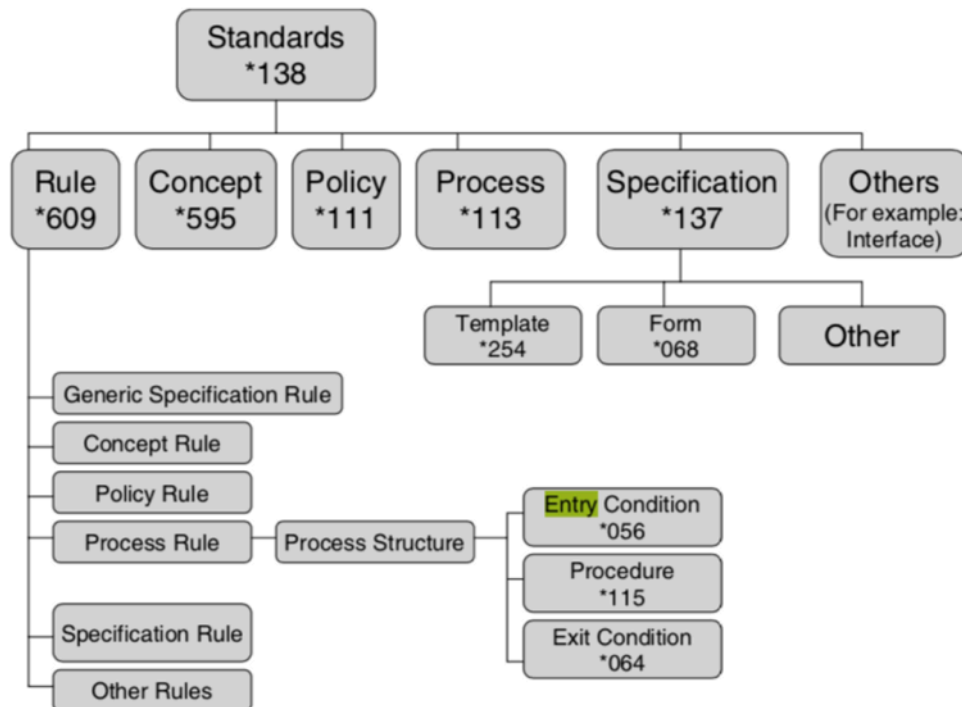 Standards
*138
Rule
*609
Concept
*595
Policy
*111
Process
*113
Specification
*137
Others
(For example:
Interface)
Template
*254
Form
*068
Other
Generic Specification Rule
Concept Rule
Policy Rule
Process Rule
Process Structure
Entry Condition
*056
Procedure
*115
Exit Condition
*064
Specification Rule
Other Rules